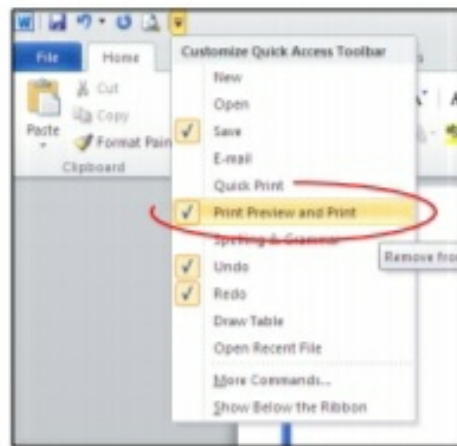 W
File
Home
Customize Quick Access Toolbar
Cut
Copy
Paste
Format Pain
Clipboard
New
Open
Save
E-mail
Quick Print
Print Preview and Print
Spelling & Grammar
Undo
Redo
Draw Table
Open Recent File
More Commands...
Show Below the Ribbon
Remove from